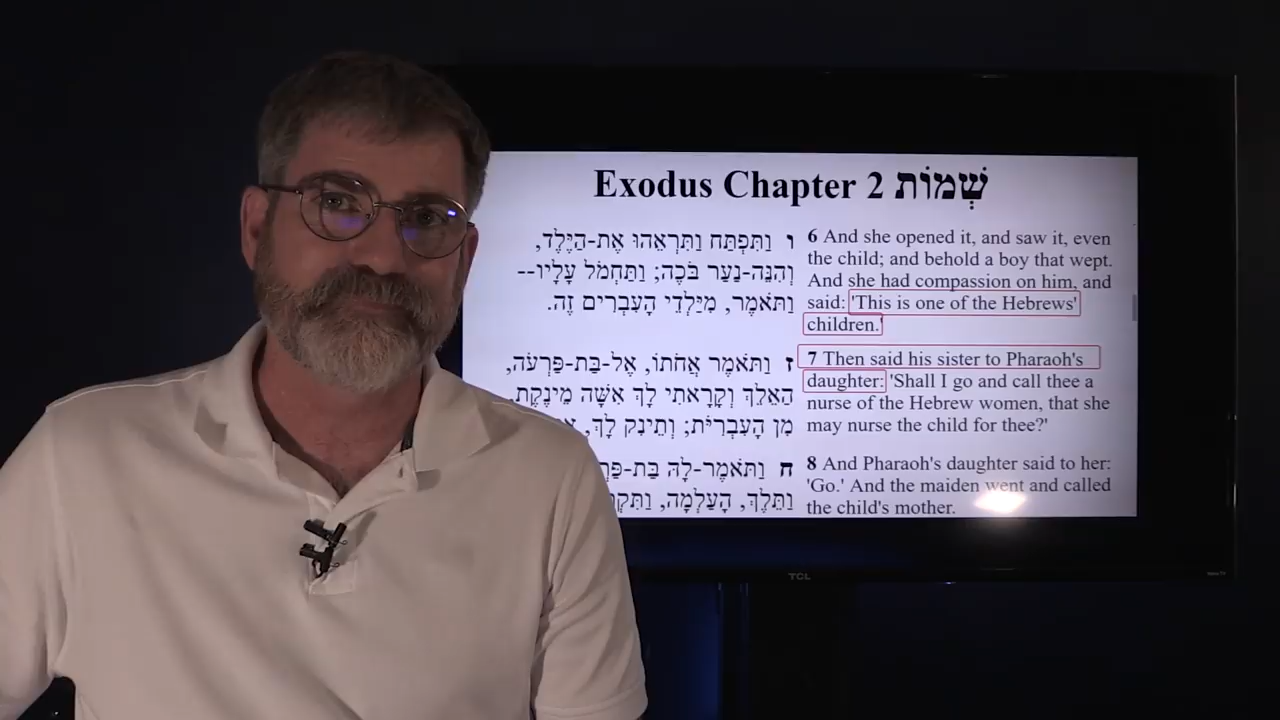 Exodus Chapter 2 שְׁמוֹת
ו וַתִּפְתַּח וַתִּרְאֵהוּ אֶת-הַיֶּלֶד,
וְהִנֵּה-נַעַר בֹּכֶה; וַתַּחְמֹל עָלָיו--
וַתֹּאמֶר, מִיַּלְדֵי הָעִבְרִים זֶה.
6 And she opened it, and saw it, even
the child; and behold a boy that wept.
And she had compassion on him, and
said: 'This is one of the Hebrews'
children.'
ז וַתֹּאמֶר אֲחֹתוֹ, אֶל-בַּת-פַּרְעֹה,
הַאֵלֵךְ וְקָרָאתִי לָךְ אִשָּׁה מֵינֶקֶת,
מִן הָעִבְרִיֹּת; וְתֵינִק לָךְ,
7 Then said his sister to Pharaoh's
daughter: 'Shall I go and call thee a
nurse of the Hebrew women, that she
may nurse the child for thee?'
ח וַתֹּאמֶר-לָהּ בַּת-
וַתֵּלֶךְ, הָעַלְמָה,
8 And Pharaoh's daughter said to her:
'Go.' And the maiden went and called
the child's mother.
TCL